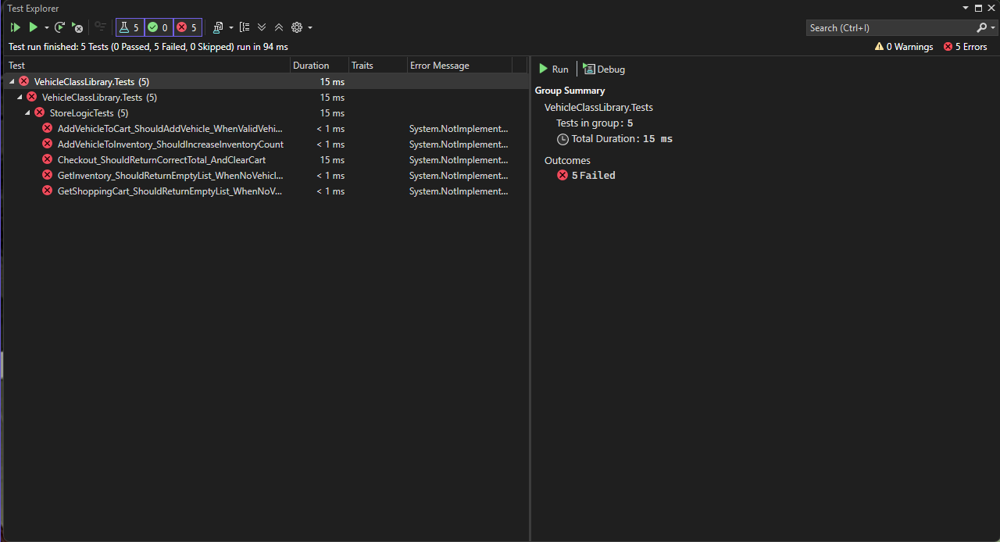 Test Explorer
5 0 5
Search (Ctrl+I)
Test run finished: 5 Tests (0 Passed, 5 Failed, 0 Skipped) run in 94 ms
0 Warnings 5 Errors
Test Duration Traits Error Message
VehicleClassLibrary.Tests (5) 15 ms
VehicleClassLibrary.Tests (5) 15 ms
StoreLogicTests (5) 15 ms
AddVehicleToCart_ShouldAddVehicle_WhenValidVehi... < 1 ms System.NotImplement...
AddVehicleToInventory_ShouldIncreaseInventoryCount < 1 ms System.NotImplement...
Checkout_ShouldReturnCorrectTotal_AndClearCart 15 ms System.NotImplement...
GetInventory_ShouldReturnEmptyList_WhenNoVehicl... < 1 ms System.NotImplement...
GetShoppingCart_ShouldReturnEmptyList_WhenNoV... < 1 ms System.NotImplement...
Run Debug
Group Summary
VehicleClassLibrary.Tests
Tests in group: 5
Total Duration: 15 ms
Outcomes
5 Failed